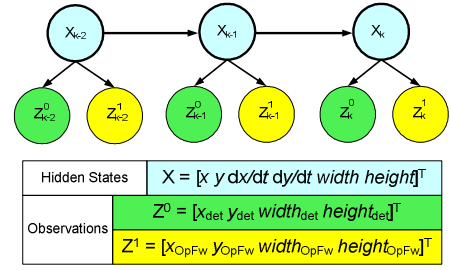 Xk-2 Xk-1 Xk
Z⁰k-2 Z¹k-2 Z⁰k-1 Z¹k-1 Z⁰k Z¹k
Hidden States X = [x y dx/dt dy/dt width height]ᵀ
Observations Z⁰ = [xdet ydet widthdet heightdet]ᵀ
Z¹ = [xOpFw yOpFw widthOpFw heightOpFw]ᵀ